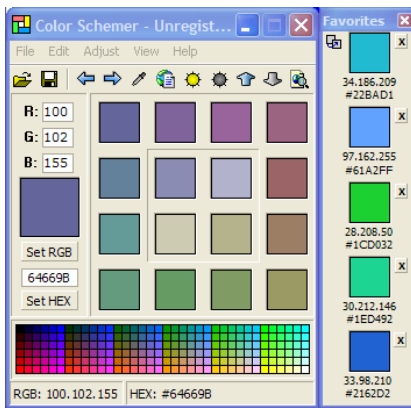 Color Schemer - Unregist...
File Edit Adjust View Help
R: 100
G: 102
B: 155
Set RGB
64669B
Set HEX
RGB: 100.102.155 HEX: #64669B
Favorites
X
34.186.209
#22BAD1
X
97.162.255
#61A2FF
X
28.208.50
#1CD032
X
30.212.146
#1ED492
X
33.98.210
#2162D2